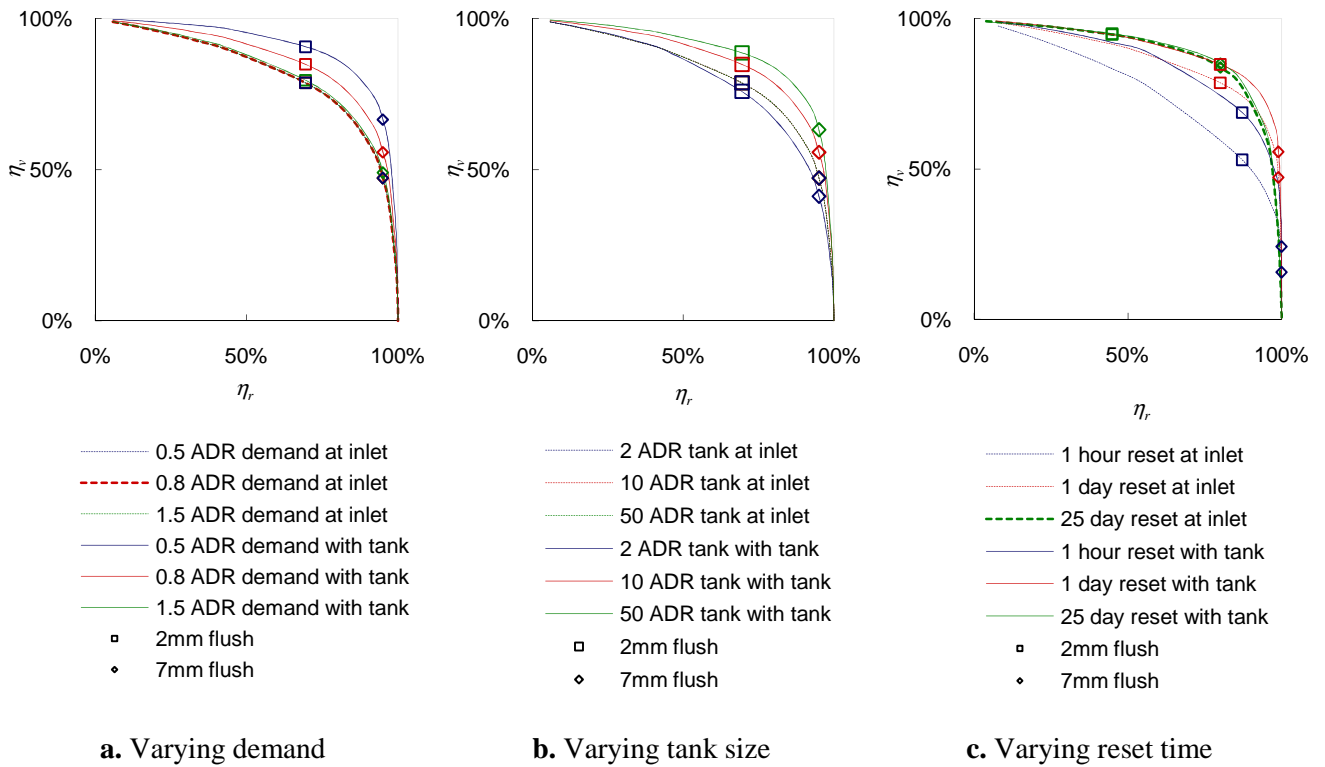 100%
50%
0%
ηv
0%
50%
100%
ηr
0.5 ADR demand at inlet
0.8 ADR demand at inlet
1.5 ADR demand at inlet
0.5 ADR demand with tank
0.8 ADR demand with tank
1.5 ADR demand with tank
2mm flush
7mm flush
a. Varying demand
100%
50%
0%
ηv
0%
50%
100%
ηr
2 ADR tank at inlet
10 ADR tank at inlet
50 ADR tank at inlet
2 ADR tank with tank
10 ADR tank with tank
50 ADR tank with tank
2mm flush
7mm flush
b. Varying tank size
100%
50%
0%
ηv
0%
50%
100%
ηr
1 hour reset at inlet
1 day reset at inlet
25 day reset at inlet
1 hour reset with tank
1 day reset with tank
25 day reset with tank
2mm flush
7mm flush
c. Varying reset time